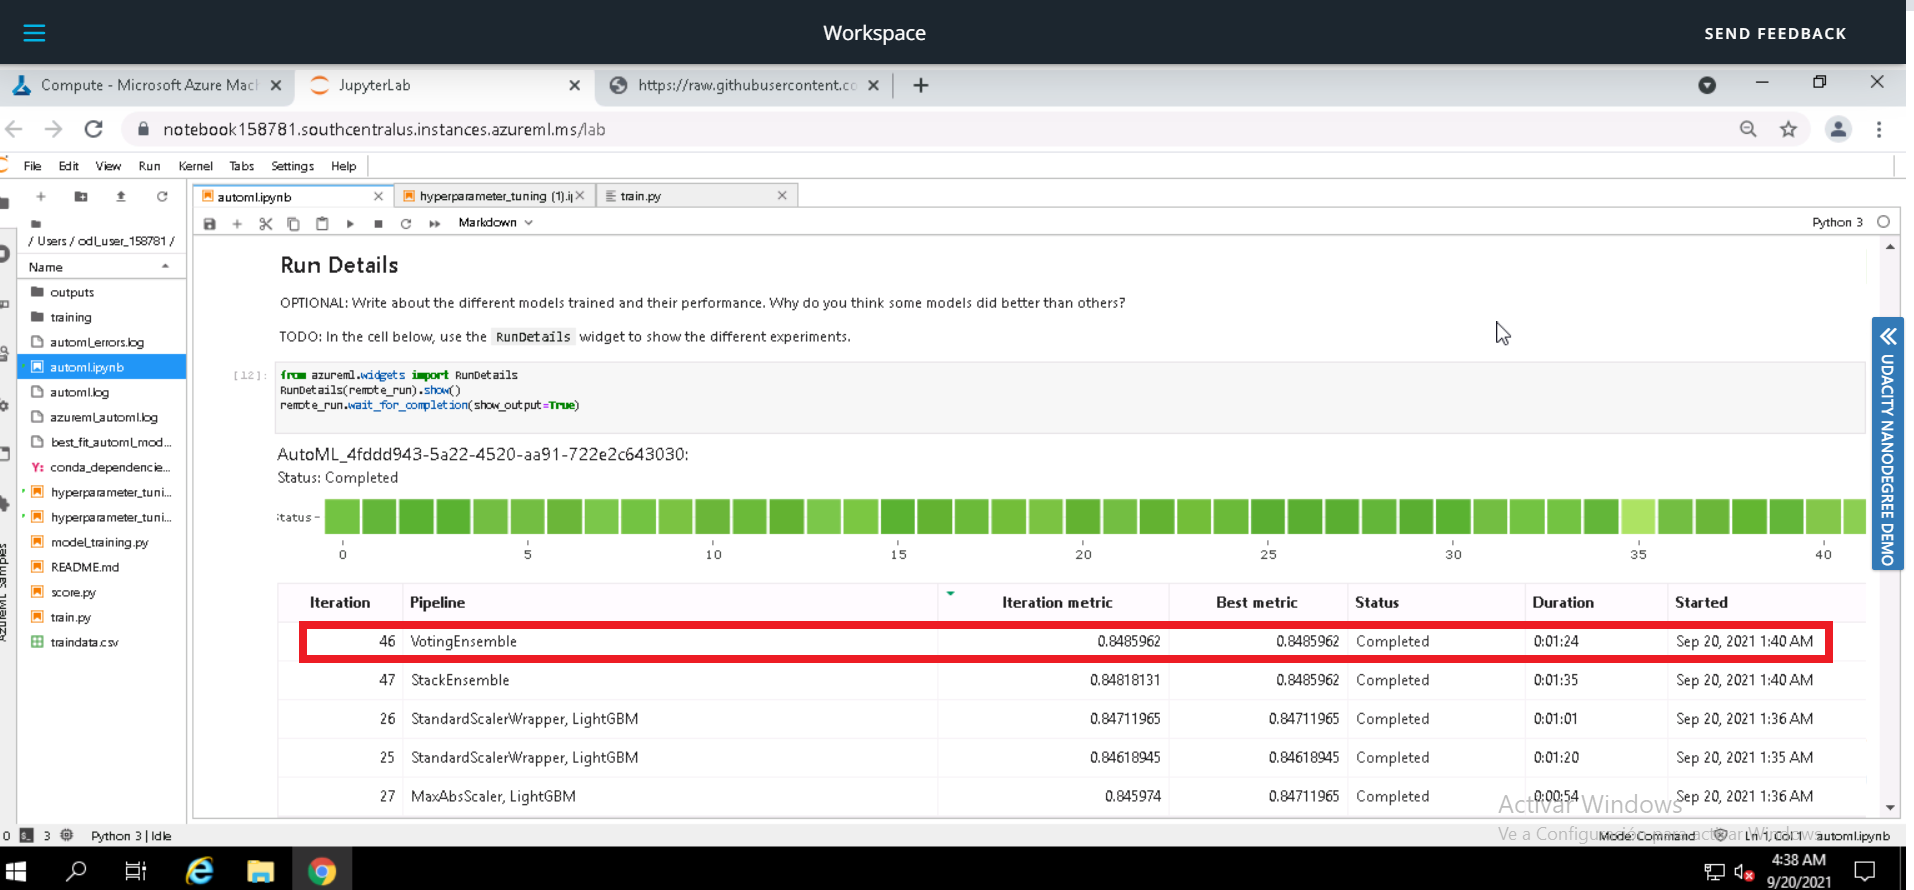 Workspace
SEND FEEDBACK
Compute - Microsoft Azure Mach
JupyterLab
https://raw.githubusercontent.co
notebook158781.southcentralus.instances.azureml.ms/lab
File Edit View Run Kernel Tabs Settings Help
automl.ipynb
hyperparameter_tuning (1).i
train.py
Markdown
Python 3
/ Users / odl_user_158781 /
Name
outputs
training
automl_errors.log
automl.ipynb
automl.log
azureml_automl.log
best_fit_automl_mod...
Y: conda_dependencie...
hyperparameter_tuni...
hyperparameter_tuni...
model_training.py
README.md
score.py
train.py
traindata.csv
AzureML Samples
Run Details
OPTIONAL: Write about the different models trained and their performance. Why do you think some models did better than others?
TODO: In the cell below, use the RunDetails widget to show the different experiments.
[12]:
from azureml.widgets import RunDetails
RunDetails(remote_run).show()
remote_run.wait_for_completion(show_output=True)
AutoML_4fddd943-5a22-4520-aa91-722e2c643030:
Status: Completed
Status
0 5 10 15 20 25 30 35 40
Iteration Pipeline Iteration metric Best metric Status Duration Started
46 VotingEnsemble 0.8485962 0.8485962 Completed 0:01:24 Sep 20, 2021 1:40 AM
47 StackEnsemble 0.84818131 0.8485962 Completed 0:01:35 Sep 20, 2021 1:40 AM
26 StandardScalerWrapper, LightGBM 0.84711965 0.84711965 Completed 0:01:01 Sep 20, 2021 1:36 AM
25 StandardScalerWrapper, LightGBM 0.84618945 0.84618945 Completed 0:01:20 Sep 20, 2021 1:35 AM
27 MaxAbsScaler, LightGBM 0.845974 0.84711965 Completed 0:00:54 Sep 20, 2021 1:36 AM
UDACITY NANODEGREE DEMO
Activar Windows
Ve a Configuración para activar Windows.
0 3 Python 3 | Idle
Mode: Command Ln 1, Col 1 automl.ipynb
4:38 AM
9/20/2021